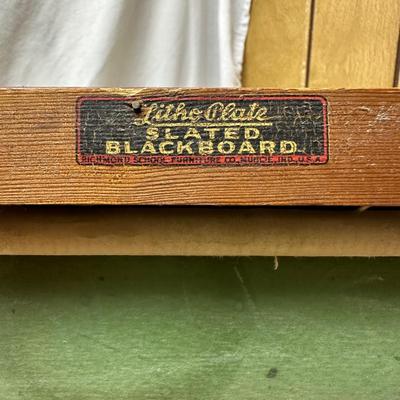 Litho Plate
SLATED
BLACKBOARD
RICHMOND SCHOOL FURNITURE CO. MUNCIE, IND. U.S.A.